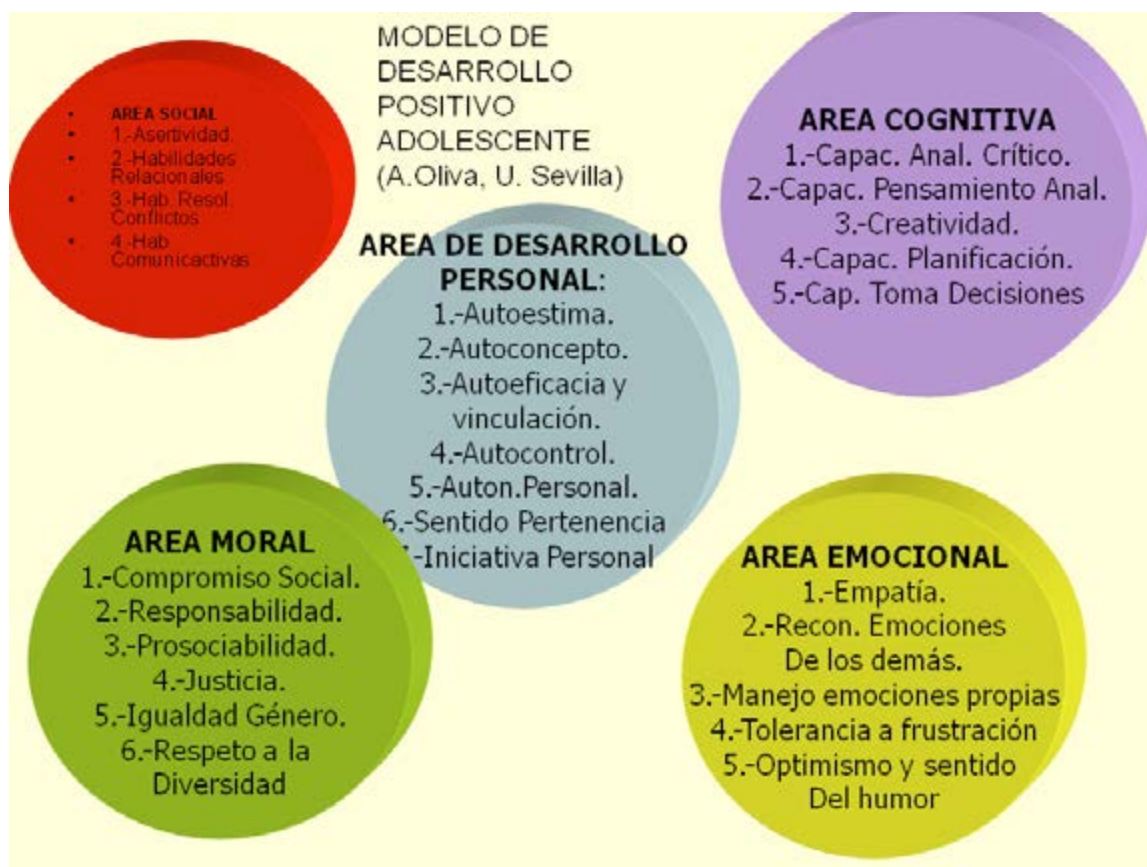 MODELO DE
DESARROLLO
POSITIVO
ADOLESCENTE
(A.Oliva, U. Sevilla)
• AREA SOCIAL
• 1.-Asertividad.
• 2.-Habilidades
Relacionales
• 3.-Hab. Resol.
Conflictos
• 4.-Hab
Comunicactivas
AREA COGNITIVA
1.-Capac. Anal. Crítico.
2.-Capac. Pensamiento Anal.
3.-Creatividad.
4.-Capac. Planificación.
5.-Cap. Toma Decisiones
AREA DE DESARROLLO
PERSONAL:
1.-Autoestima.
2.-Autoconcepto.
3.-Autoeficacia y
vinculación.
4.-Autocontrol.
5.-Auton.Personal.
6.-Sentido Pertenencia
-Iniciativa Personal
AREA MORAL
1.-Compromiso Social.
2.-Responsabilidad.
3.-Prosociabilidad.
4.-Justicia.
5.-Igualdad Género.
6.-Respeto a la
Diversidad
AREA EMOCIONAL
1.-Empatía.
2.-Recon. Emociones
De los demás.
3.-Manejo emociones propias
4.-Tolerancia a frustración
5.-Optimismo y sentido
Del humor